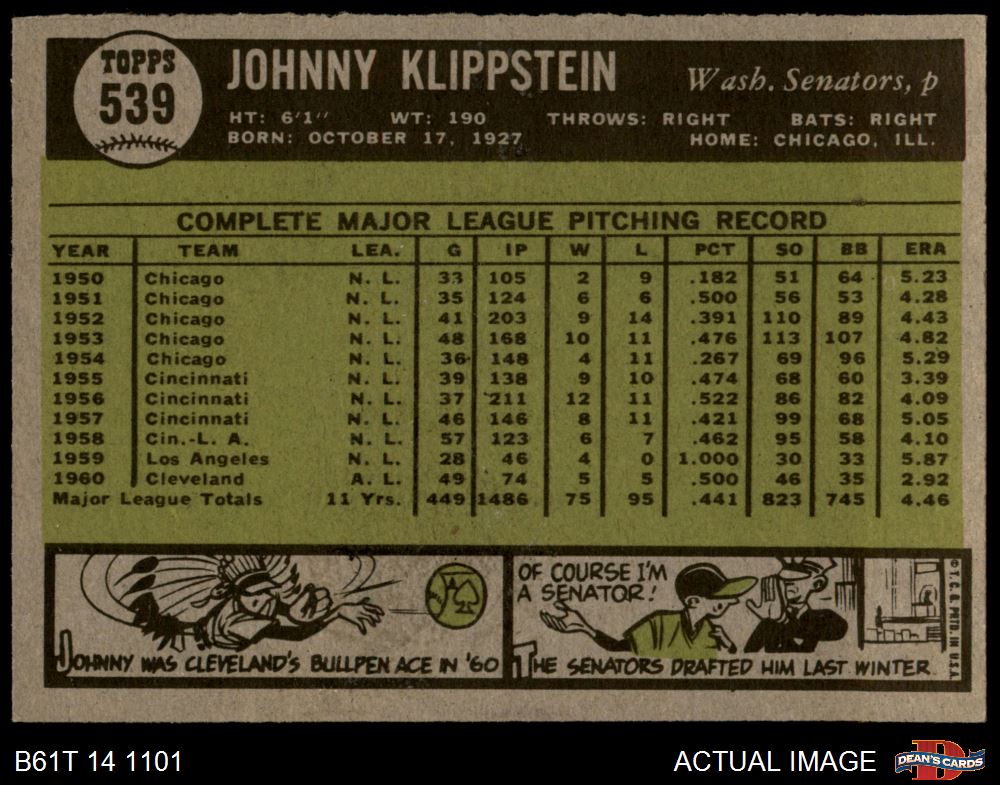 TOPPS
539
JOHNNY KLIPPSTEIN
Wash. Senators, p
HT: 6'1" WT: 190 THROWS: RIGHT BATS: RIGHT
BORN: OCTOBER 17, 1927 HOME: CHICAGO, ILL.
COMPLETE MAJOR LEAGUE PITCHING RECORD
YEAR TEAM LEA. G IP W L PCT SO BB ERA
1950 Chicago N. L. 33 105 2 9 .182 51 64 5.23
1951 Chicago N. L. 35 124 6 6 .500 56 53 4.28
1952 Chicago N. L. 41 203 9 14 .391 110 89 4.43
1953 Chicago N. L. 48 168 10 11 .476 113 107 4.82
1954 Chicago N. L. 36 148 4 11 .267 69 96 5.29
1955 Cincinnati N. L. 39 138 9 10 .474 68 60 3.39
1956 Cincinnati N. L. 37 211 12 11 .522 86 82 4.09
1957 Cincinnati N. L. 46 146 8 11 .421 99 68 5.05
1958 Cin.-L. A. N. L. 57 123 6 7 .462 95 58 4.10
1959 Los Angeles N. L. 28 46 4 0 1.000 30 33 5.87
1960 Cleveland A. L. 49 74 5 5 .500 46 35 2.92
Major League Totals 11 Yrs. 449 1486 75 95 .441 823 745 4.46
JOHNNY WAS CLEVELAND'S BULLPEN ACE IN '60
OF COURSE I'M
A SENATOR!
THE SENATORS DRAFTED HIM LAST WINTER.
© T. C. G. PRTD. IN U.S.A.
B61T 14 1101
ACTUAL IMAGE
DEAN'S CARDS